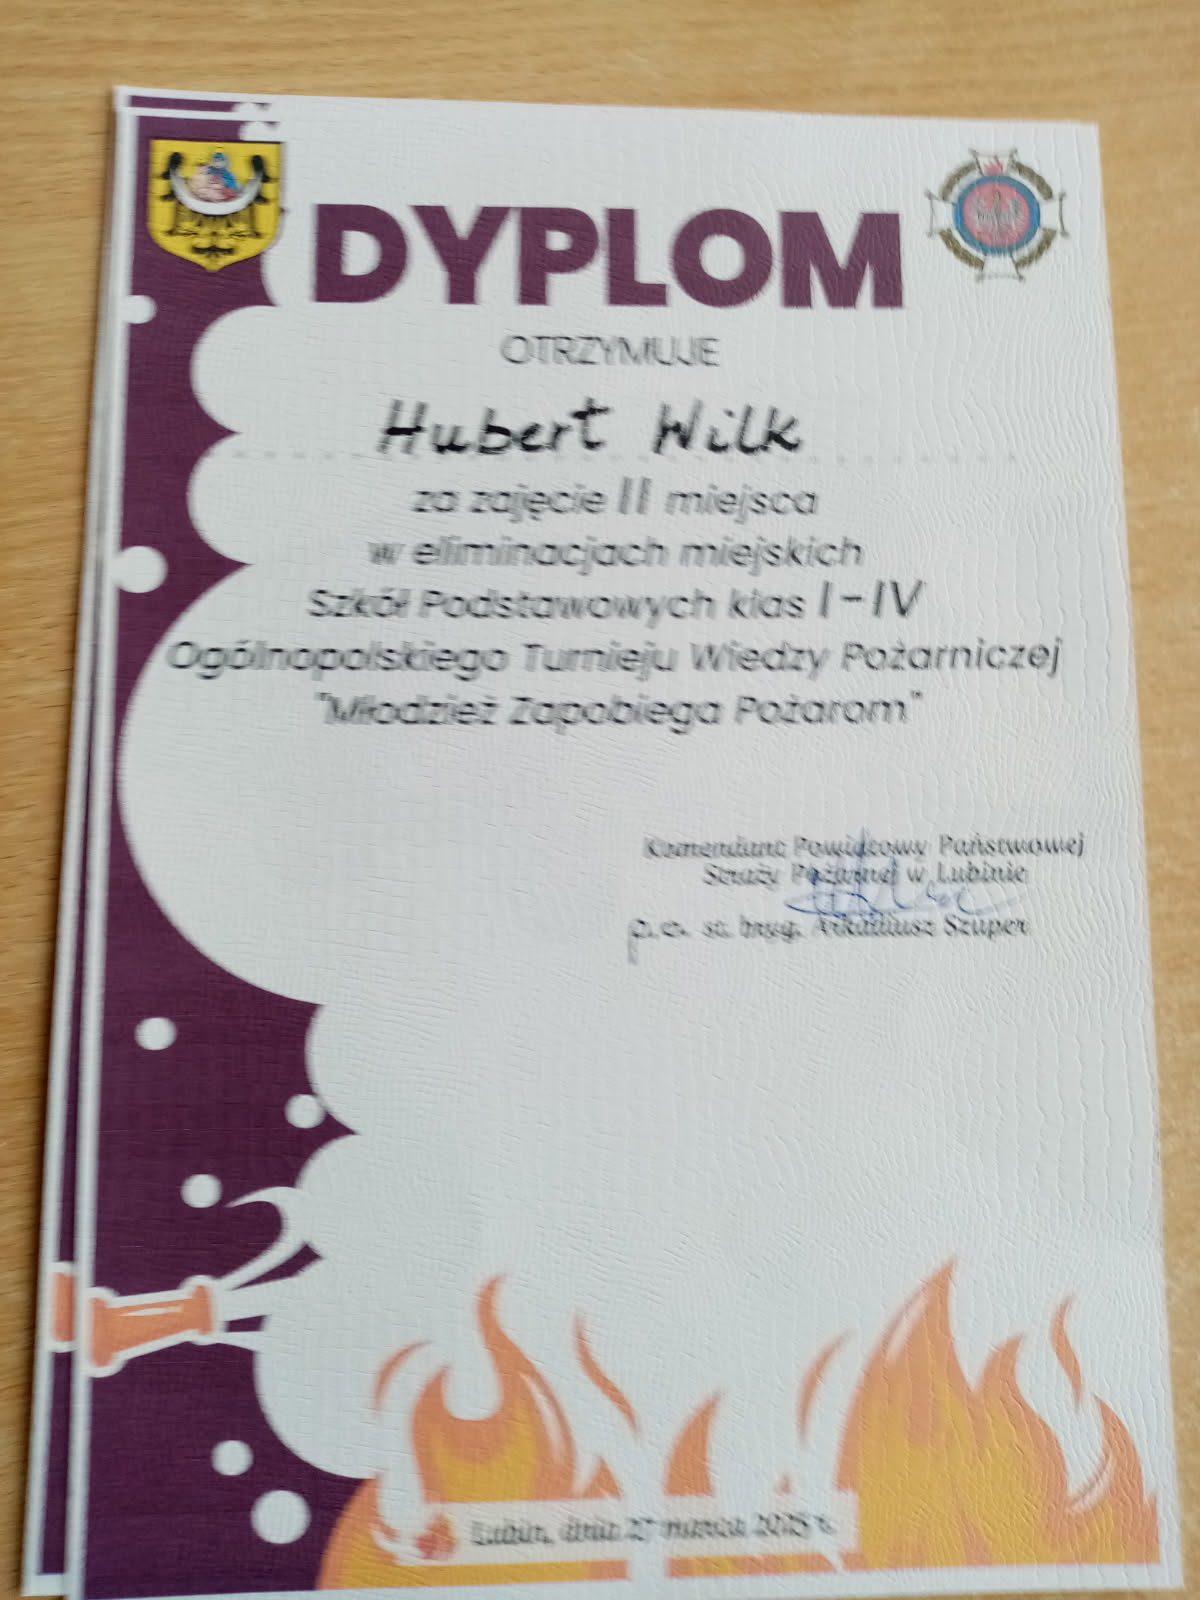 DYPLOM
OTRZYMUJE
Hubert Wilk
za zajęcie II miejsca
w eliminacjach miejskich
Szkół Podstawowych klas I-IV
Ogólnopolskiego Turnieju Wiedzy Pożarniczej
"Młodzież Zapobiega Pożarom"
Komendant Powiatowy Państwowej
Straży Pożarnej w Lubinie
p.o. st. bryg. Arkadiusz Szuper
Lubin, dnia 27 marca 2025 r.